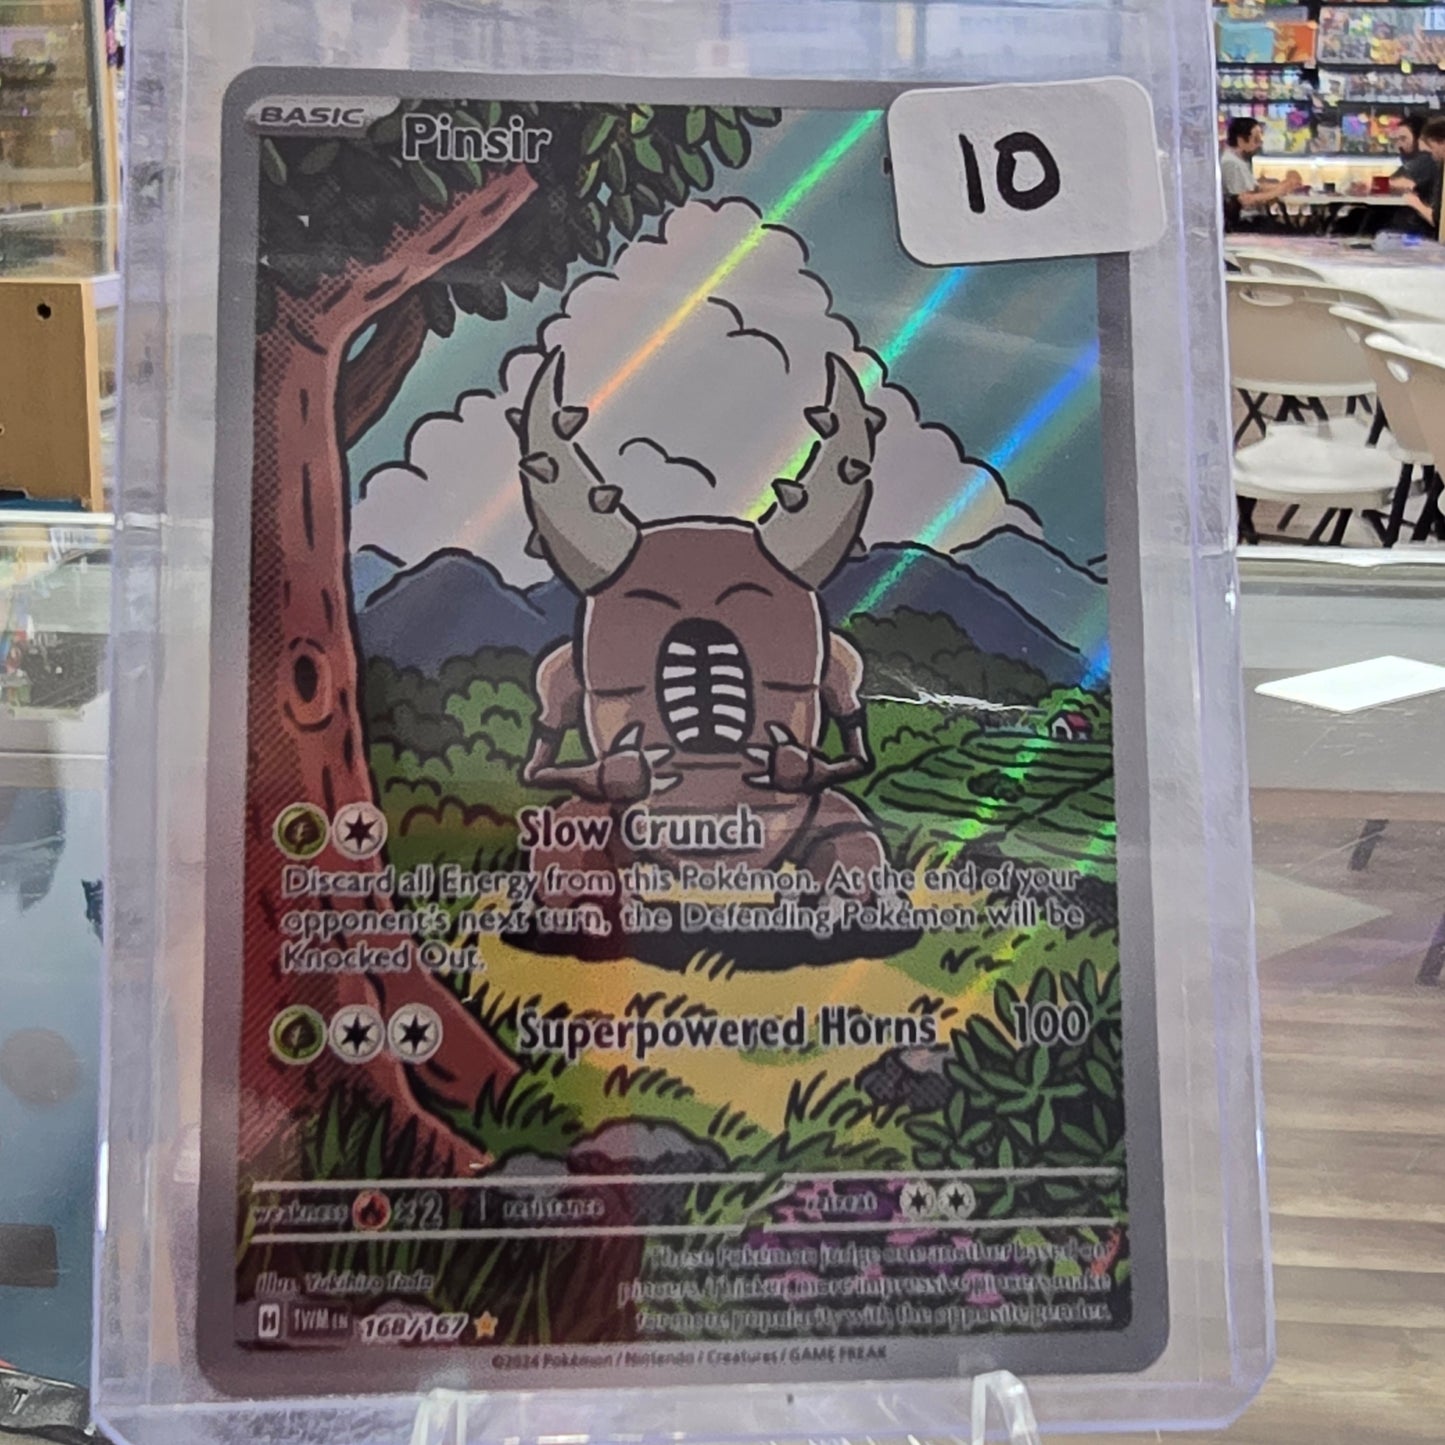 BASIC
Pinsir
10
Slow Crunch
Discard all Energy from this Pokémon. At the end of your
opponent's next turn, the Defending Pokémon will be
Knocked Out.
Superpowered Horns 100
weakness ×2 resistance retreat
These Pokémon judge one another based on
pincers. Thicker, more impressive pincers make
for more popularity with the opposite gender.
Illus. Yukihiro Tada
H TWM EN 168/167
©2024 Pokémon / Nintendo / Creatures / GAME FREAK